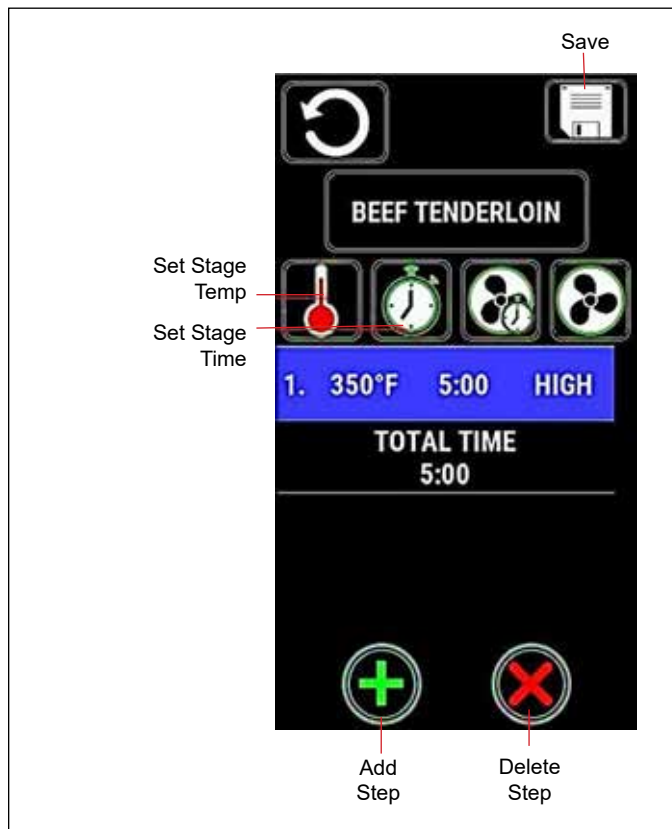 Save
BEEF TENDERLOIN
Set Stage
Temp
Set Stage
Time
1. 350°F 5:00 HIGH
TOTAL TIME
5:00
Add
Step
Delete
Step